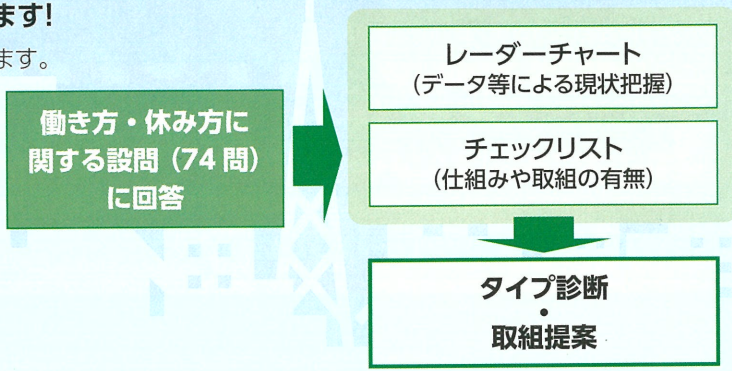 ます!
ます。
働き方・休み方に
関する設問（74問）
に回答
レーダーチャート
（データ等による現状把握）
チェックリスト
（仕組みや取組の有無）
タイプ診断
・
取組提案